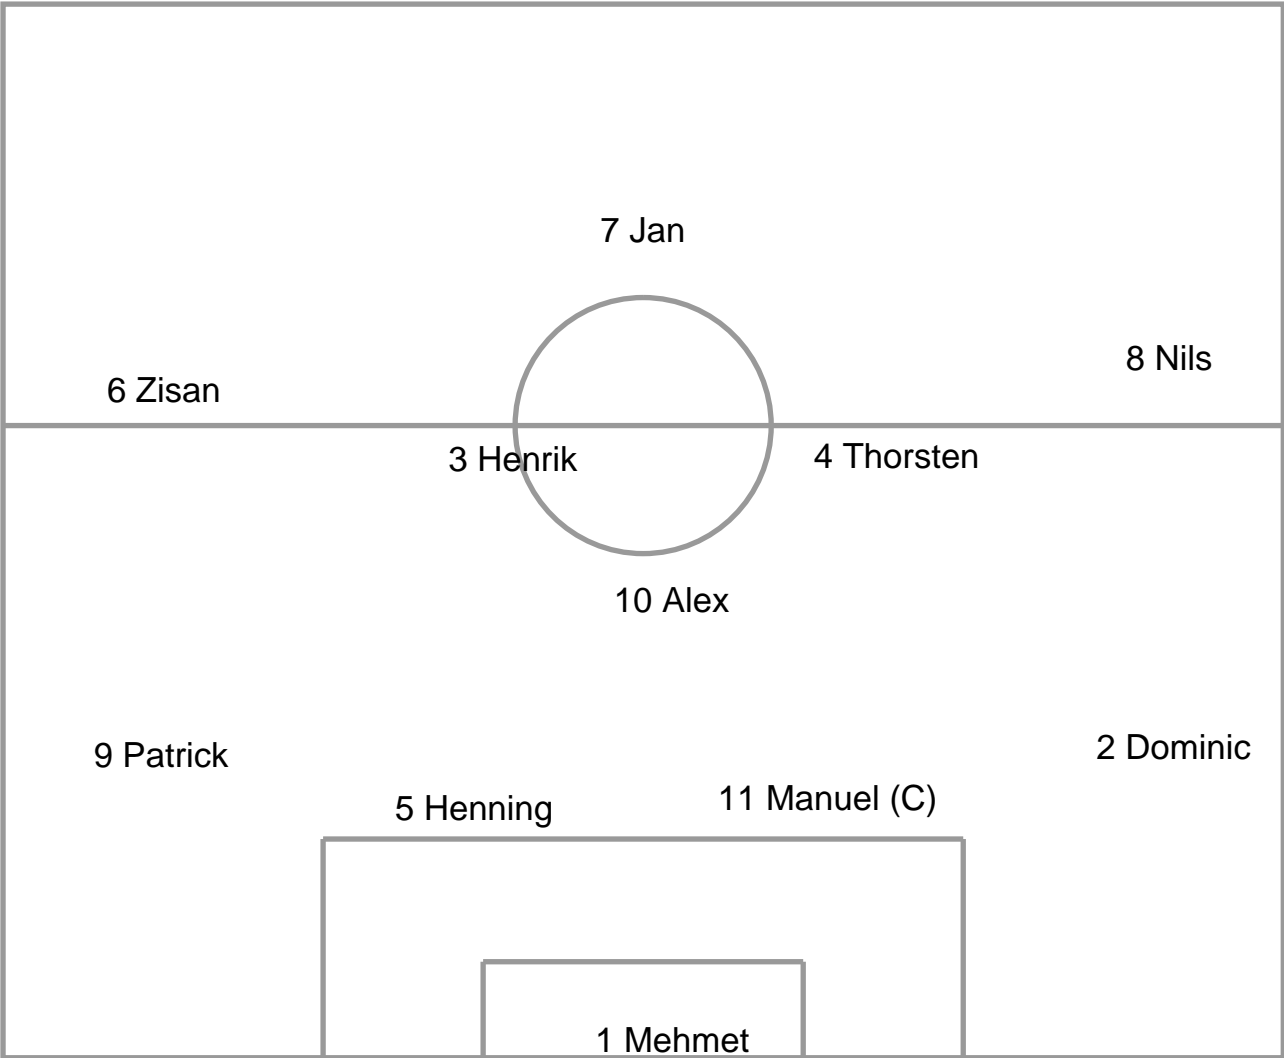 7 Jan
8 Nils
6 Zisan
3 Henrik
4 Thorsten
10 Alex
9 Patrick
2 Dominic
5 Henning
11 Manuel (C)
1 Mehmet